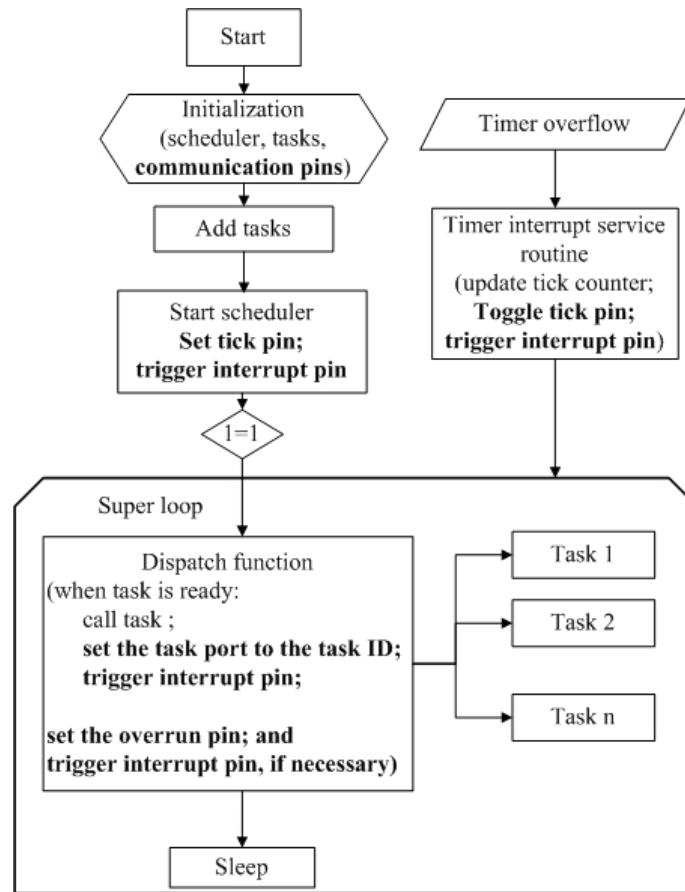 Start
Initialization
(scheduler, tasks,
communication pins)
Add tasks
Start scheduler
Set tick pin;
trigger interrupt pin
1=1
Timer overflow
Timer interrupt service
routine
(update tick counter;
Toggle tick pin;
trigger interrupt pin)
Super loop
Dispatch function
(when task is ready:
call task ;
set the task port to the task ID;
trigger interrupt pin;
set the overrun pin; and
trigger interrupt pin, if necessary)
Task 1
Task 2
Task n
Sleep